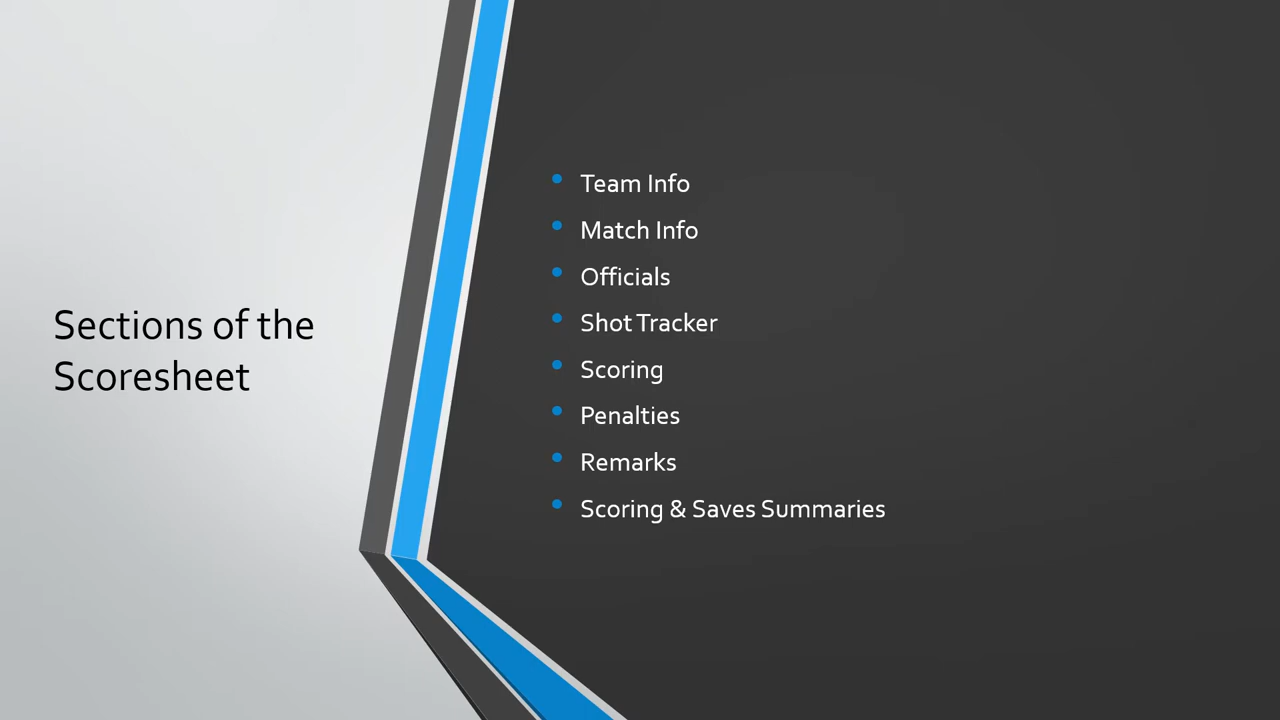 Sections of the
Scoresheet
Team Info
Match Info
Officials
Shot Tracker
Scoring
Penalties
Remarks
Scoring & Saves Summaries